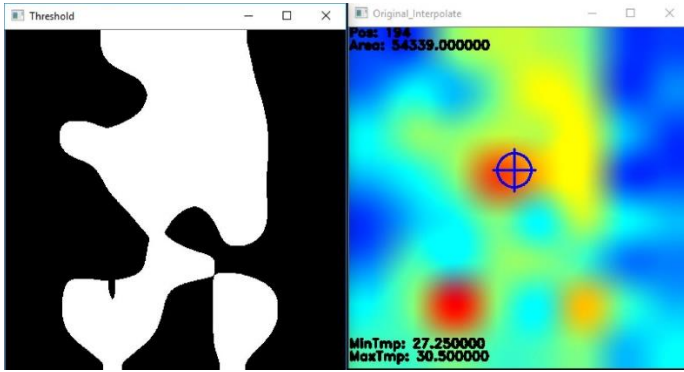 Threshold
Original_Interpolate
Pos: 194
Area: 54339.000000
MinTmp: 27.250000
MaxTmp: 30.500000